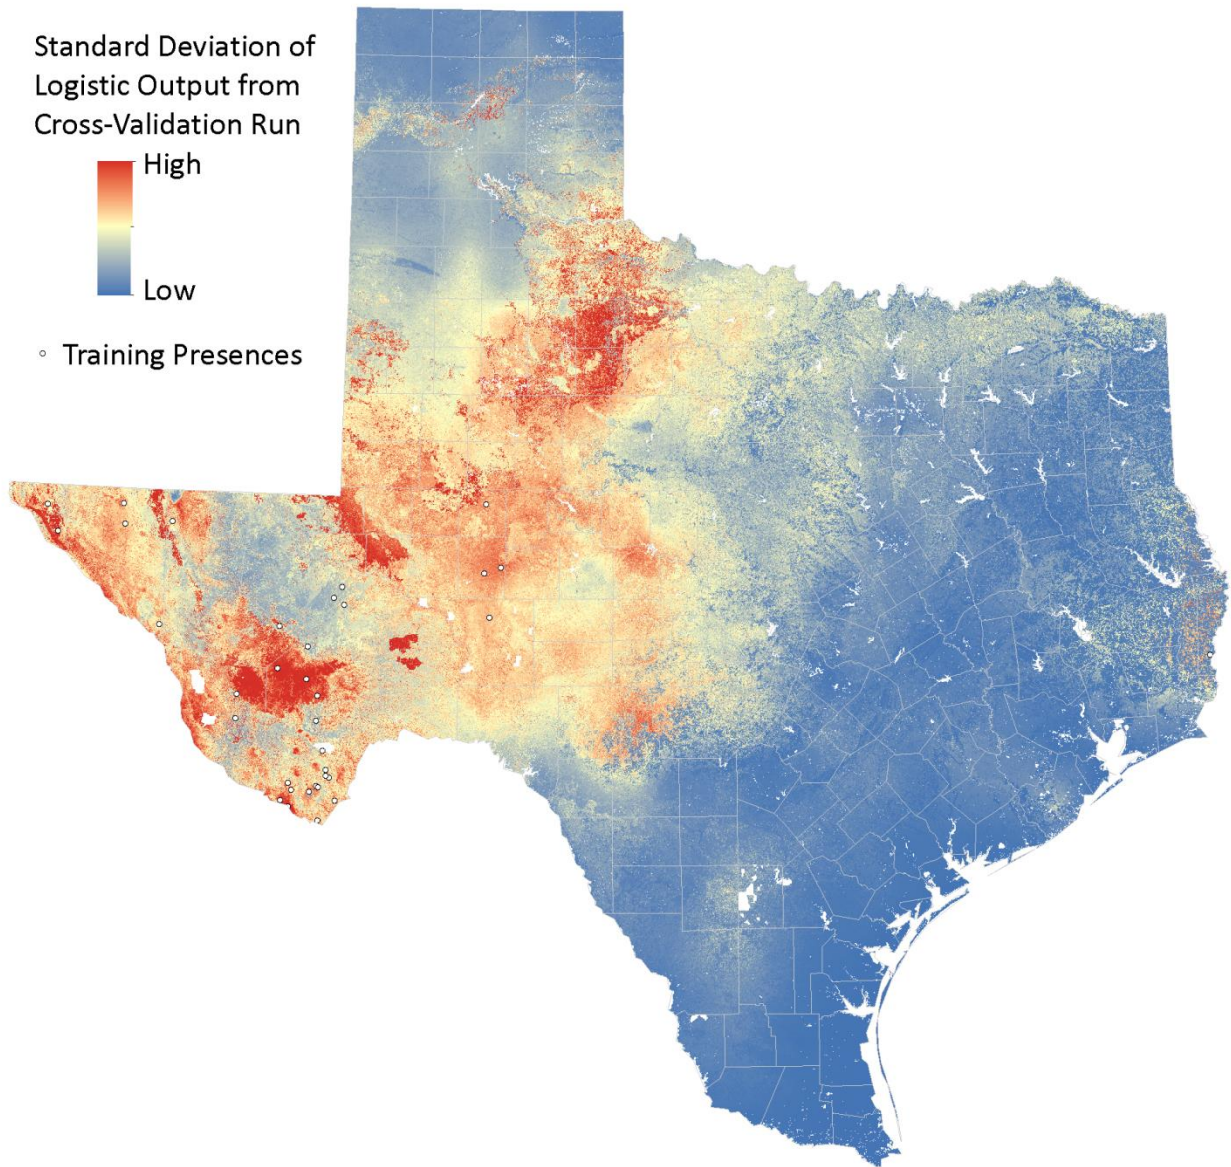 Standard Deviation of
Logistic Output from
Cross-Validation Run
High
Low
Training Presences